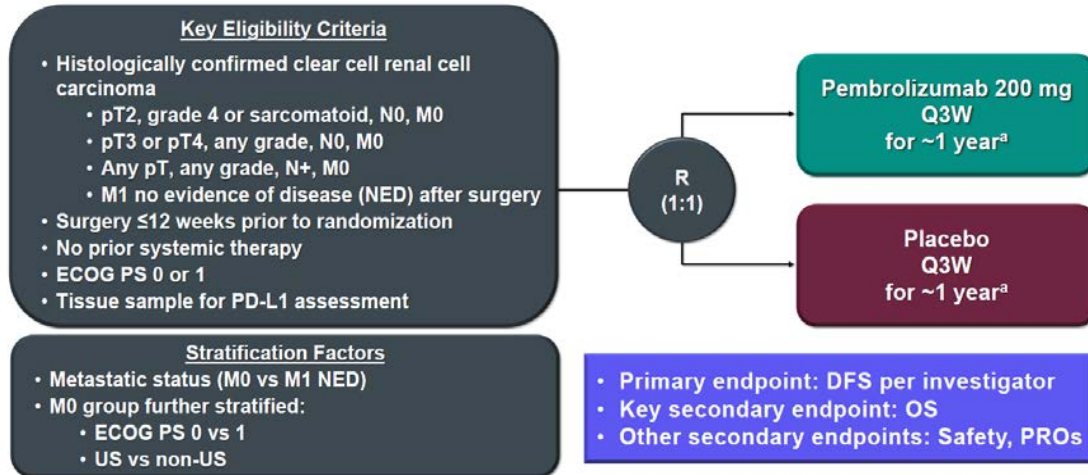 Key Eligibility Criteria
• Histologically confirmed clear cell renal cell
carcinoma
• pT2, grade 4 or sarcomatoid, N0, M0
• pT3 or pT4, any grade, N0, M0
• Any pT, any grade, N+, M0
• M1 no evidence of disease (NED) after surgery
• Surgery ≤12 weeks prior to randomization
• No prior systemic therapy
• ECOG PS 0 or 1
• Tissue sample for PD-L1 assessment
Stratification Factors
• Metastatic status (M0 vs M1 NED)
• M0 group further stratified:
• ECOG PS 0 vs 1
• US vs non-US
R
(1:1)
Pembrolizumab 200 mg
Q3W
for ~1 yearᵃ
Placebo
Q3W
for ~1 yearᵃ
• Primary endpoint: DFS per investigator
• Key secondary endpoint: OS
• Other secondary endpoints: Safety, PROs